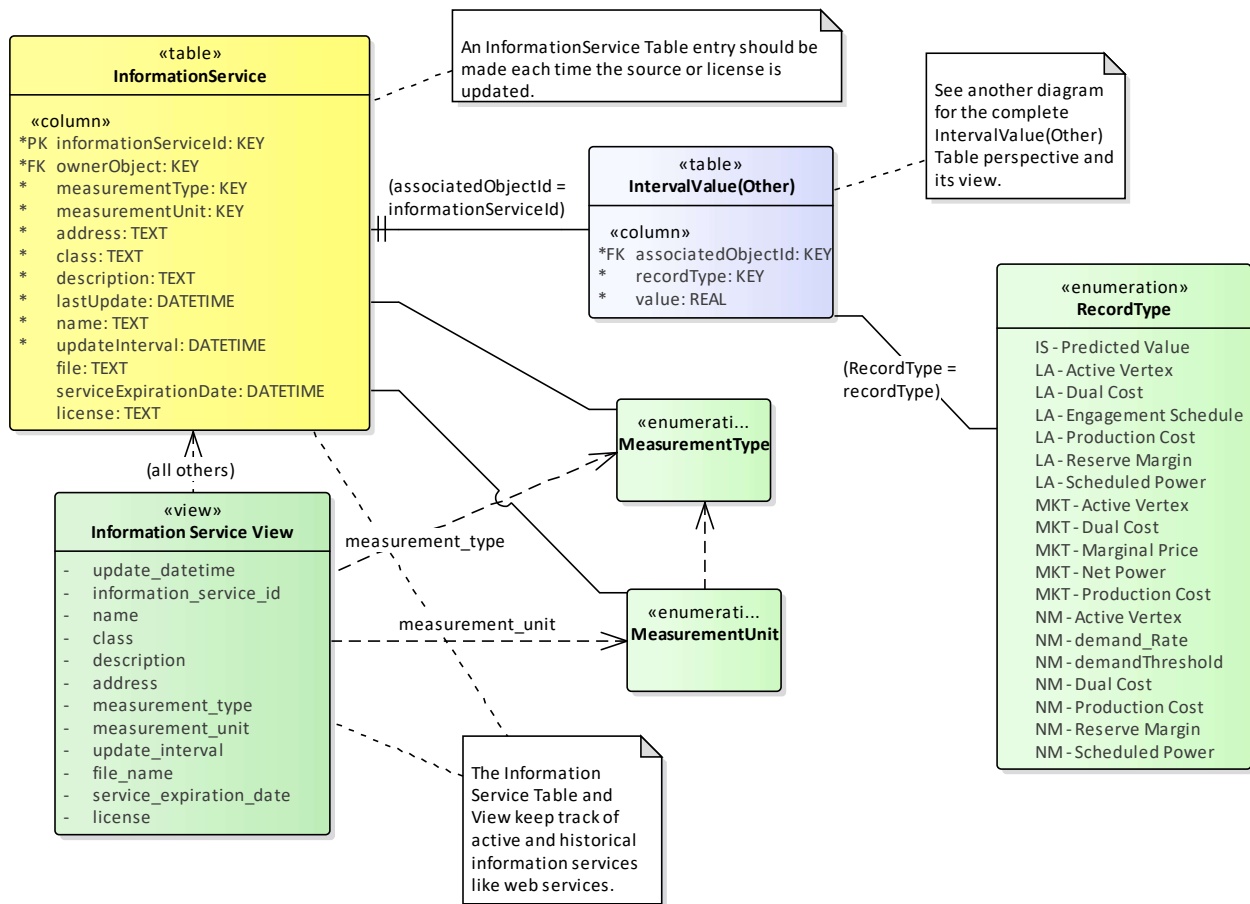 «table»
InformationService
«column»
*PK informationServiceId: KEY
*FK ownerObject: KEY
* measurementType: KEY
* measurementUnit: KEY
* address: TEXT
* class: TEXT
* description: TEXT
* lastUpdate: DATETIME
* name: TEXT
* updateInterval: DATETIME
file: TEXT
serviceExpirationDate: DATETIME
license: TEXT
An InformationService Table entry should be
made each time the source or license is
updated.
See another diagram
for the complete
IntervalValue(Other)
Table perspective and
its view.
(associatedObjectId =
informationServiceId)
«table»
IntervalValue(Other)
«column»
*FK associatedObjectId: KEY
* recordType: KEY
* value: REAL
(RecordType =
recordType)
«enumeration»
RecordType
IS - Predicted Value
LA - Active Vertex
LA - Dual Cost
LA - Engagement Schedule
LA - Production Cost
LA - Reserve Margin
LA - Scheduled Power
MKT - Active Vertex
MKT - Dual Cost
MKT - Marginal Price
MKT - Net Power
MKT - Production Cost
NM - Active Vertex
NM - demand_Rate
NM - demandThreshold
NM - Dual Cost
NM - Production Cost
NM - Reserve Margin
NM - Scheduled Power
«enumerati...
MeasurementType
(all others)
«view»
Information Service View
- update_datetime
- information_service_id
- name
- class
- description
- address
- measurement_type
- measurement_unit
- update_interval
- file_name
- service_expiration_date
- license
measurement_type
measurement_unit
«enumerati...
MeasurementUnit
The Information
Service Table and
View keep track of
active and historical
information services
like web services.